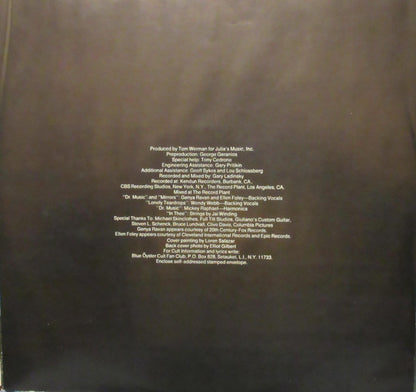 Produced by Tom Werman for Julie's Music, Inc.
Preproduction: George Geranios
Special help: Tony Cedrone
Engineering Assistance: Gary Pritikin
Additional Assistance: Geoff Sykes and Lou Schlossberg
Recorded and Mixed by: Gary Ladinsky
Recorded at: Kendun Recorders, Burbank, CA.
CBS Recording Studios, New York, N.Y., The Record Plant, Los Angeles, CA.
Mixed at The Record Plant
"Dr. Music" and "Mirrors": Genya Ravan and Ellen Foley—Backing Vocals
"Lonely Teardrops": Wendy Webb—Backing Vocals
"Dr. Music": Mickey Raphael—Harmonica
"In Thee": Strings by Jai Winding
Special Thanks To: Michael Skinclothes, Full Tilt Studios, Giuliano's Custom Guitar,
Steven L. Schenck, Bruce Lundvall, Clive Davis, Columbia Pictures
Genya Ravan appears courtesy of 20th Century-Fox Records.
Ellen Foley appears courtesy of Cleveland International Records and Epic Records.
Cover painting by Loren Salazar
Back cover photo by Elliot Gilbert
For Cult information and lyrics write:
Blue Öyster Cult Fan Club, P.O. Box 828, Setauket, L.I., N.Y. 11733.
Enclose self-addressed stamped envelope.